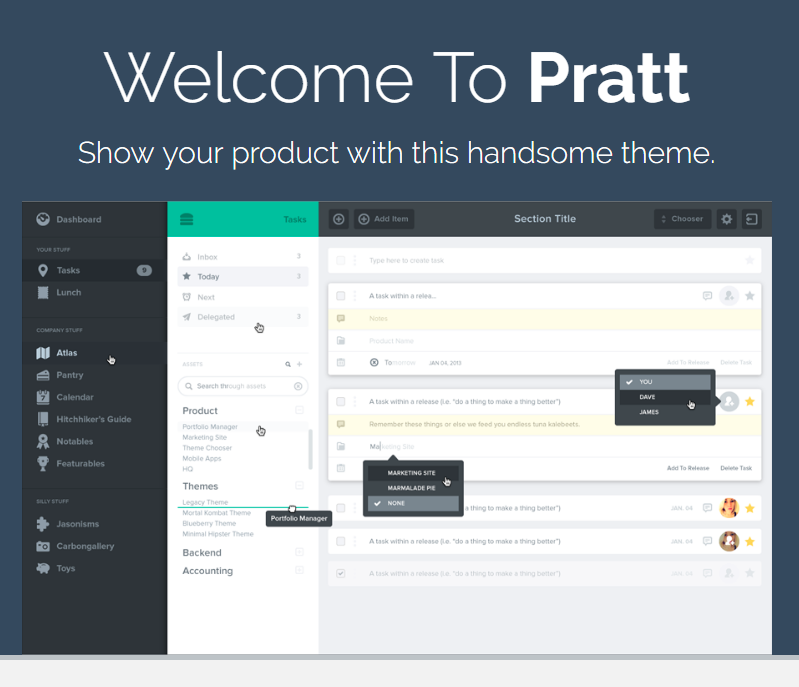 Welcome To Pratt
Show your product with this handsome theme.
Dashboard
YOUR STUFF
Tasks 9
Lunch
COMPANY STUFF
Atlas
Pantry
7 Calendar
Hitchhiker's Guide
Notables
Featurables
SILLY STUFF
Jasonisms
Carbongallery
Toys
Tasks
Inbox 3
Today 3
Next
Delegated 3
ASSETS
Search through assets
Product
Portfolio Manager
Marketing Site
Theme Chooser
Mobile Apps
HQ
Themes
Legacy Theme
Mortal Kombat Theme
Blueberry Theme
Minimal Hipster Theme
Portfolio Manager
Backend
Accounting
Add Item
Section Title
Chooser
Type here to create task
A task within a relea..
Notes
Product Name
Tomorrow JAN 04, 2013
Add To Release Delete Task
A task within a release (i.e. "do a thing to make a thing better")
YOU
DAVE
JAMES
Remember these things or else we feed you endless tuna kalebeets.
Marketing Site
Add To Release Delete Task
MARKETING SITE
MARMALADE PIE
NONE
A task within a release (i.e. "do a thing to make a thing better") JAN. 04
A task within a release (i.e. "do a thing to make a thing better") JAN. 04
A task within a release (i.e. "do a thing to make a thing better") JAN. 04